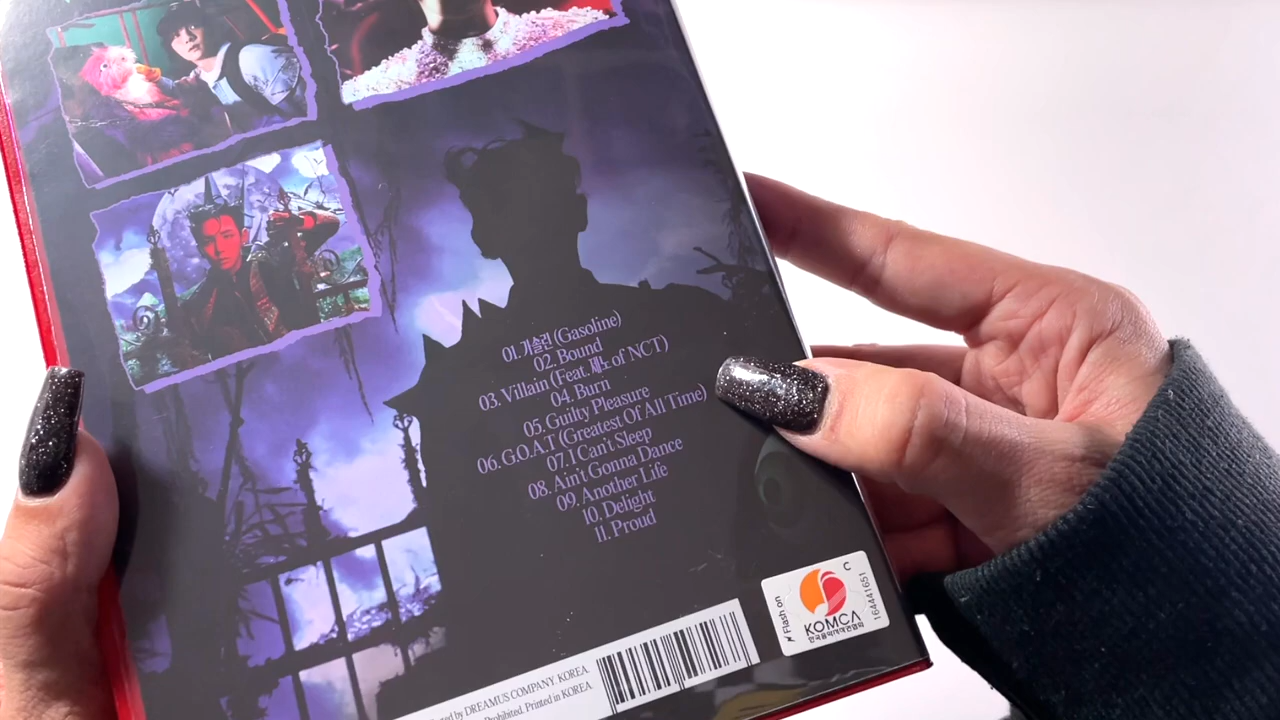 01. 가솔린 (Gasoline)
02. Bound
03. Villain (Feat. 제노 of NCT)
04. Burn
05. Guilty Pleasure
06. G.O.A.T (Greatest Of All Time)
07. I Can't Sleep
08. Ain't Gonna Dance
09. Another Life
10. Delight
11. Proud
by DREAMUS COMPANY. KOREA.
Prohibited. Printed in KOREA.
Flash on
C
KOMCA
한국음악저작권협회
164441651